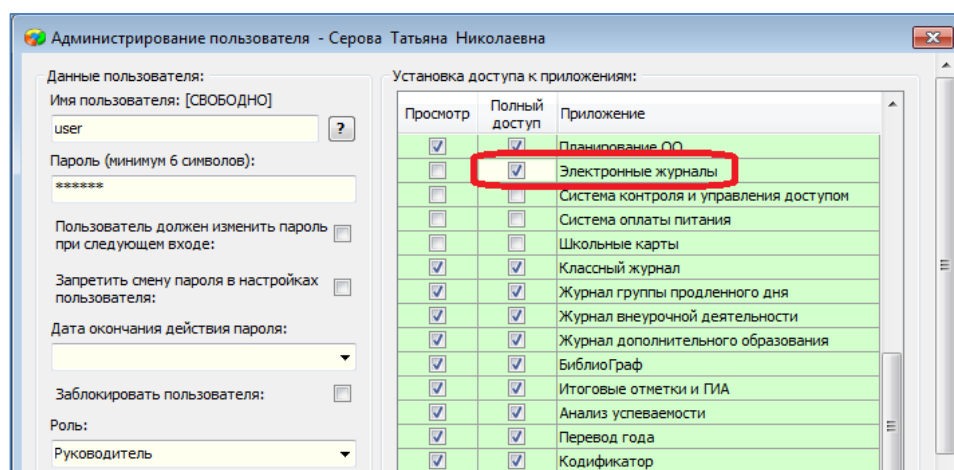 Администрирование пользователя - Серова Татьяна Николаевна
Данные пользователя:
Имя пользователя: [СВОБОДНО]
user
?
Пароль (минимум 6 символов):
******
Пользователь должен изменить пароль
при следующем входе:
Запретить смену пароля в настройках
пользователя:
Дата окончания действия пароля:
Заблокировать пользователя:
Роль:
Руководитель
Установка доступа к приложениям:
Просмотр
Полный
доступ
Приложение
Планирование ОО
Электронные журналы
Система контроля и управления доступом
Система оплаты питания
Школьные карты
Классный журнал
Журнал группы продленного дня
Журнал внеурочной деятельности
Журнал дополнительного образования
БиблиоГраф
Итоговые отметки и ГИА
Анализ успеваемости
Перевод года
Кодификатор